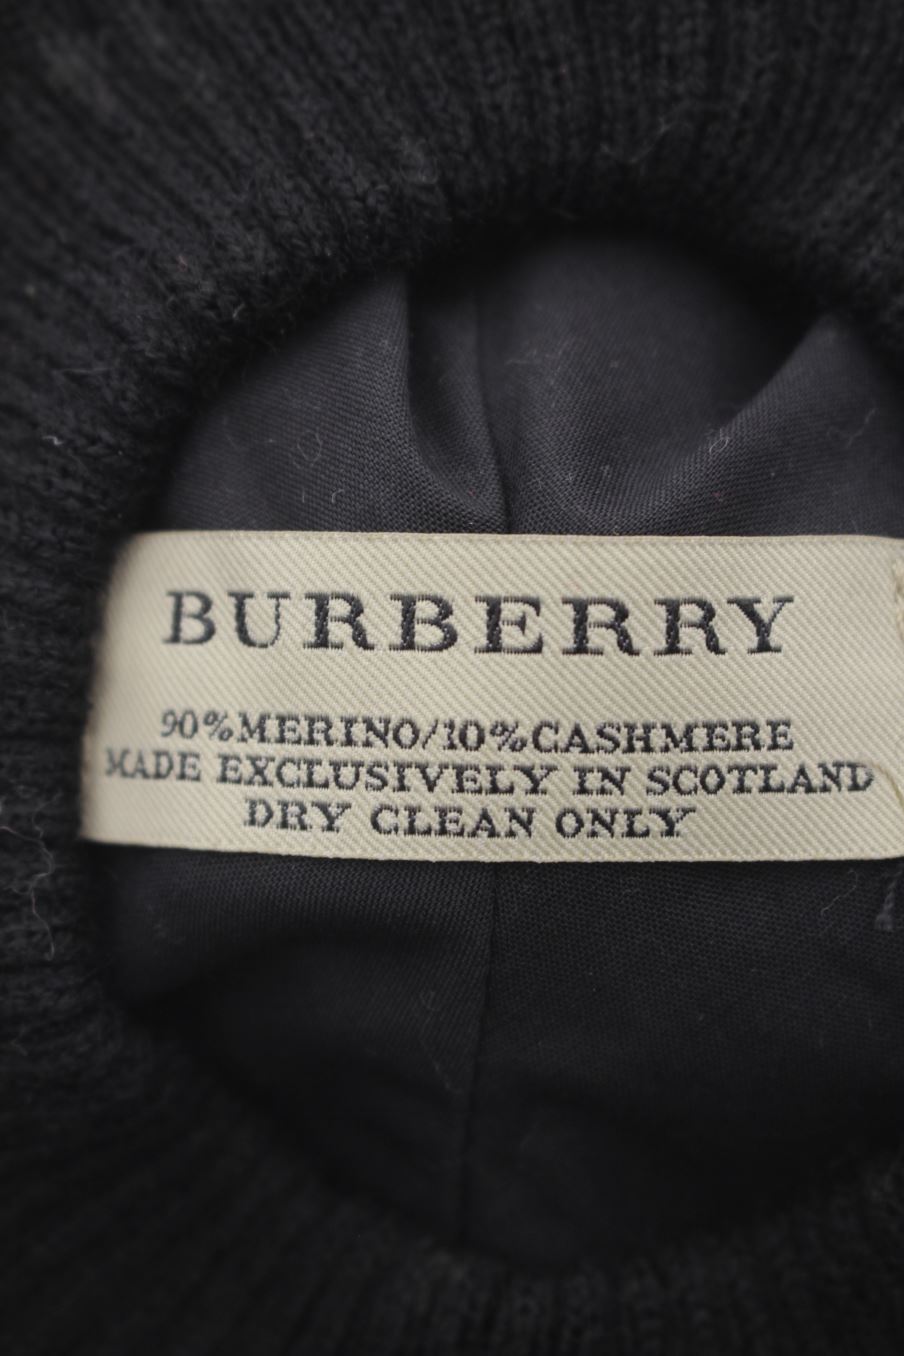 BURBERRY
90%MERINO/10%CASHMERE
MADE EXCLUSIVELY IN SCOTLAND
DRY CLEAN ONLY